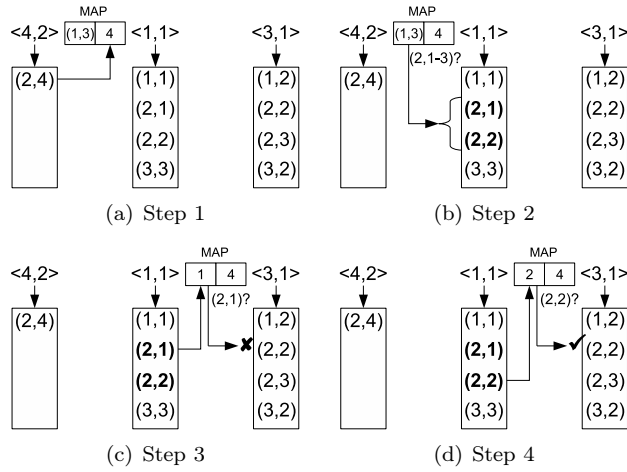 MAP MAP
<4,2> (1,3) 4 <1,1> <3,1> <4,2> (1,3) 4 <1,1> <3,1>
(2,4) (1,1) (1,2) (2,4) (2,1-3)? (1,1) (1,2)
(2,1) (2,2) (2,1) (2,2)
(2,2) (2,3) (2,2) (2,3)
(3,3) (3,2) (3,3) (3,2)
(a) Step 1 (b) Step 2
MAP MAP
<4,2> <1,1> 1 4 <3,1> <4,2> <1,1> 2 4 <3,1>
(2,4) (1,1) (2,1)? (1,2) (2,4) (1,1) (2,2)? (1,2)
(2,1) (2,2) (2,1) (2,2)
(2,2) (2,3) (2,2) (2,3)
(3,3) (3,2) (3,3) (3,2)
(c) Step 3 (d) Step 4